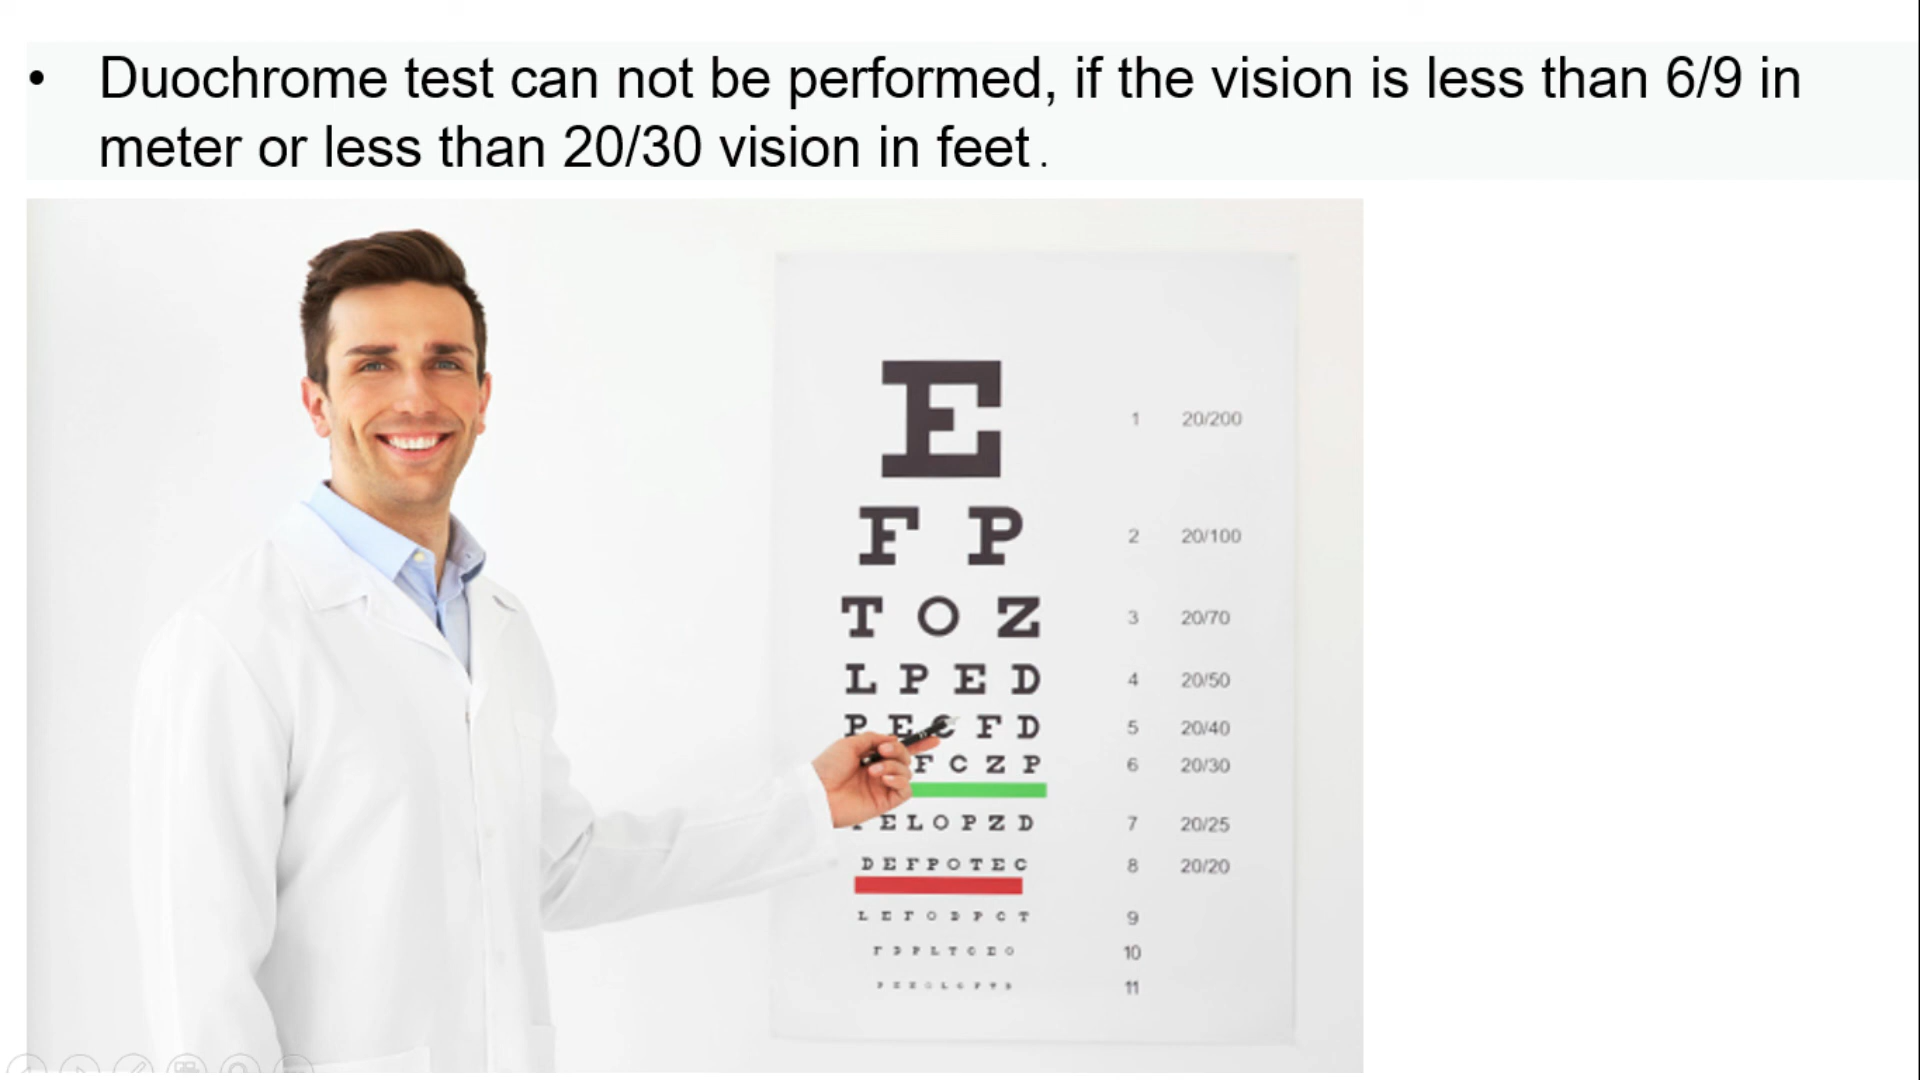 • Duochrome test can not be performed, if the vision is less than 6/9 in
meter or less than 20/30 vision in feet.
E 1 20/200
F P 2 20/100
T O Z 3 20/70
L P E D 4 20/50
P E C F D 5 20/40
F C Z P 6 20/30
E L O P Z D 7 20/25
D E F P O T E C 8 20/20
L E F O D P C T 9
F D P L T C E O 10
11